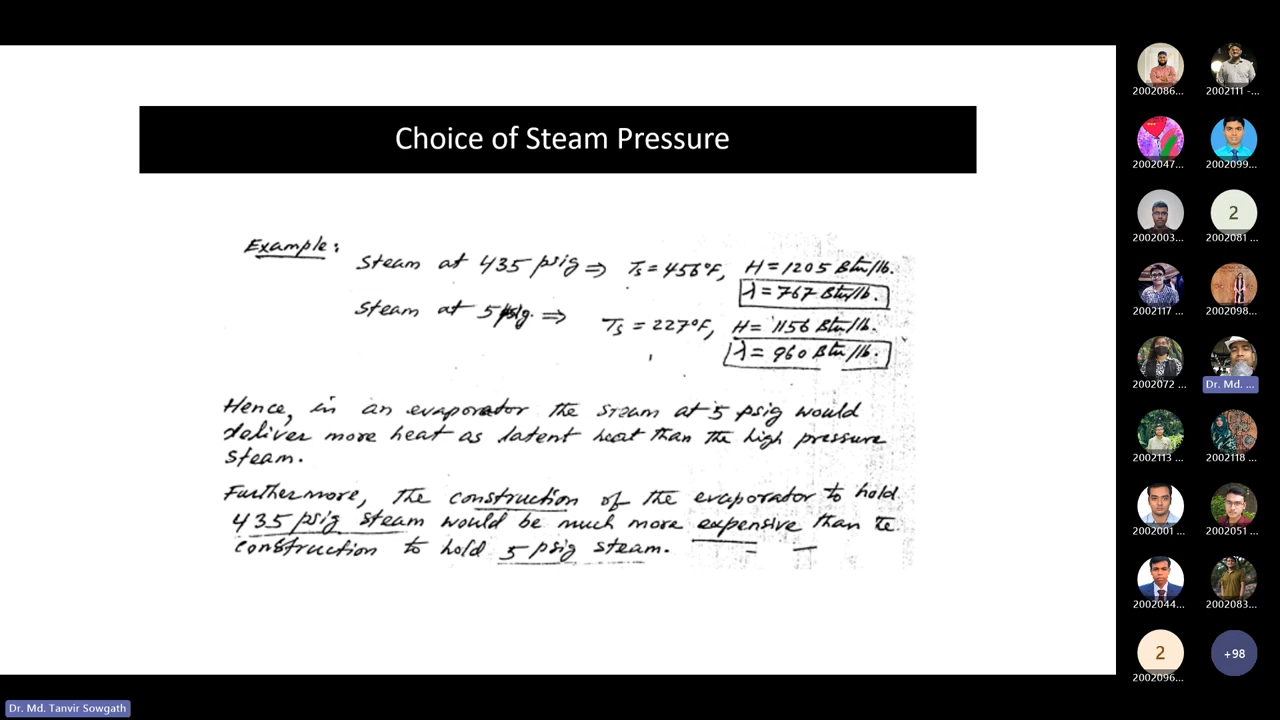 Choice of Steam Pressure
Example:
Steam at 435 psig ⇒ Ts = 456°F, H = 1205 Btu/lb.
λ = 767 Btu/lb.
Steam at 5 psig. ⇒ Ts = 227°F, H = 1156 Btu/lb.
λ = 960 Btu/lb.
Hence, in an evaporator the steam at 5 psig would
deliver more heat as latent heat than the high pressure
steam.
Furthermore, the construction of the evaporator to hold
435 psig steam would be much more expensive than te
construction to hold 5 psig steam.
2002086...
2002111 -...
2002047...
2002099...
2
2002003...
2002081 ...
2002117 ...
2002098...
2002072 ...
Dr. Md. ...
2002113 ...
2002118 ...
2002001 ...
2002051 ...
2002044...
2002083...
2
+98
2002096...
Dr. Md. Tanvir Sowgath